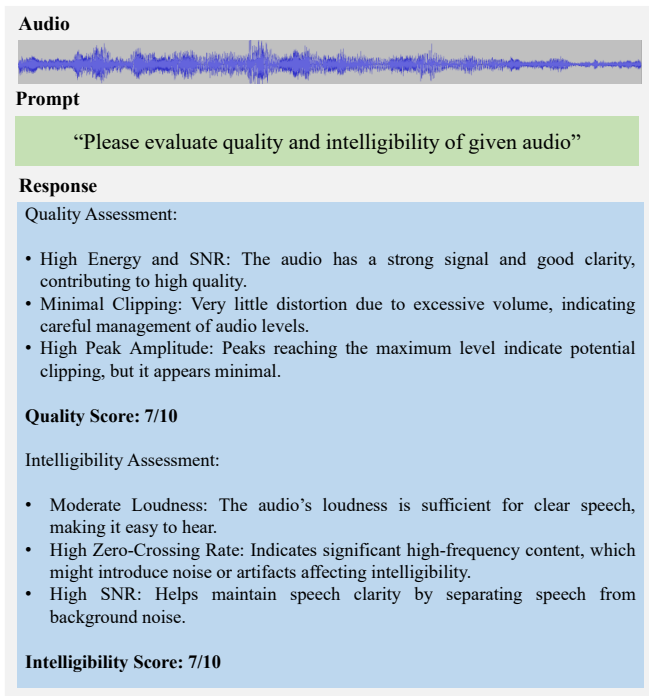 Audio
Prompt
“Please evaluate quality and intelligibility of given audio”
Response
Quality Assessment:
• High Energy and SNR: The audio has a strong signal and good clarity,
contributing to high quality.
• Minimal Clipping: Very little distortion due to excessive volume, indicating
careful management of audio levels.
• High Peak Amplitude: Peaks reaching the maximum level indicate potential
clipping, but it appears minimal.
Quality Score: 7/10
Intelligibility Assessment:
• Moderate Loudness: The audio’s loudness is sufficient for clear speech,
making it easy to hear.
• High Zero-Crossing Rate: Indicates significant high-frequency content, which
might introduce noise or artifacts affecting intelligibility.
• High SNR: Helps maintain speech clarity by separating speech from
background noise.
Intelligibility Score: 7/10